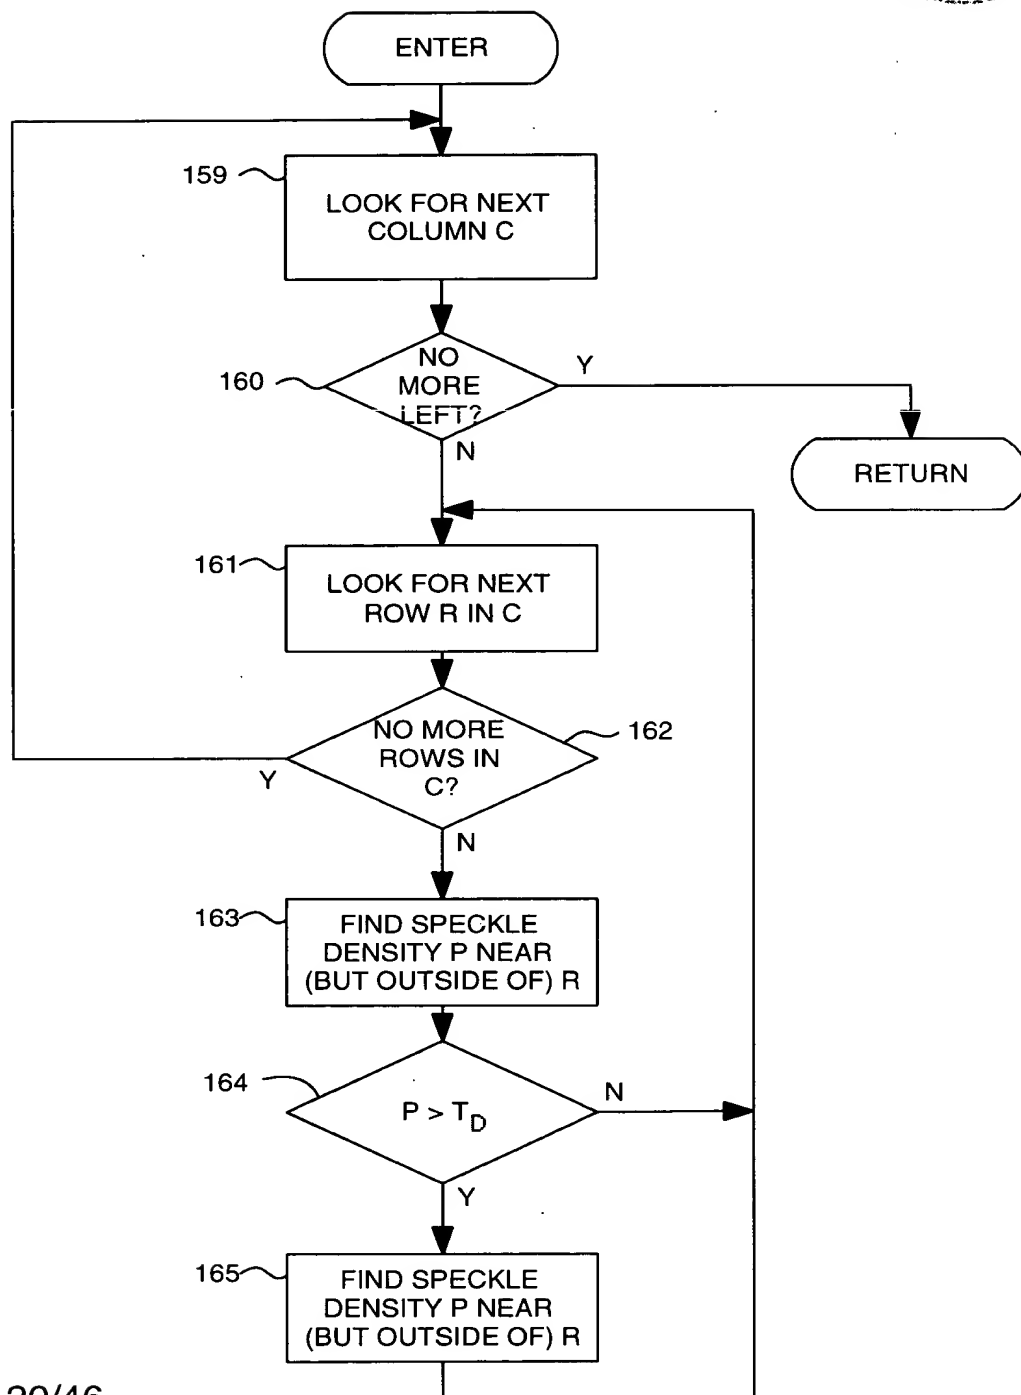 ENTER
159
LOOK FOR NEXT
COLUMN C
160
NO
MORE
LEFT?
Y
N
RETURN
161
LOOK FOR NEXT
ROW R IN C
NO MORE
ROWS IN
C?
162
Y
N
163
FIND SPECKLE
DENSITY P NEAR
(BUT OUTSIDE OF) R
164
P > TD
N
Y
165
FIND SPECKLE
DENSITY P NEAR
(BUT OUTSIDE OF) R